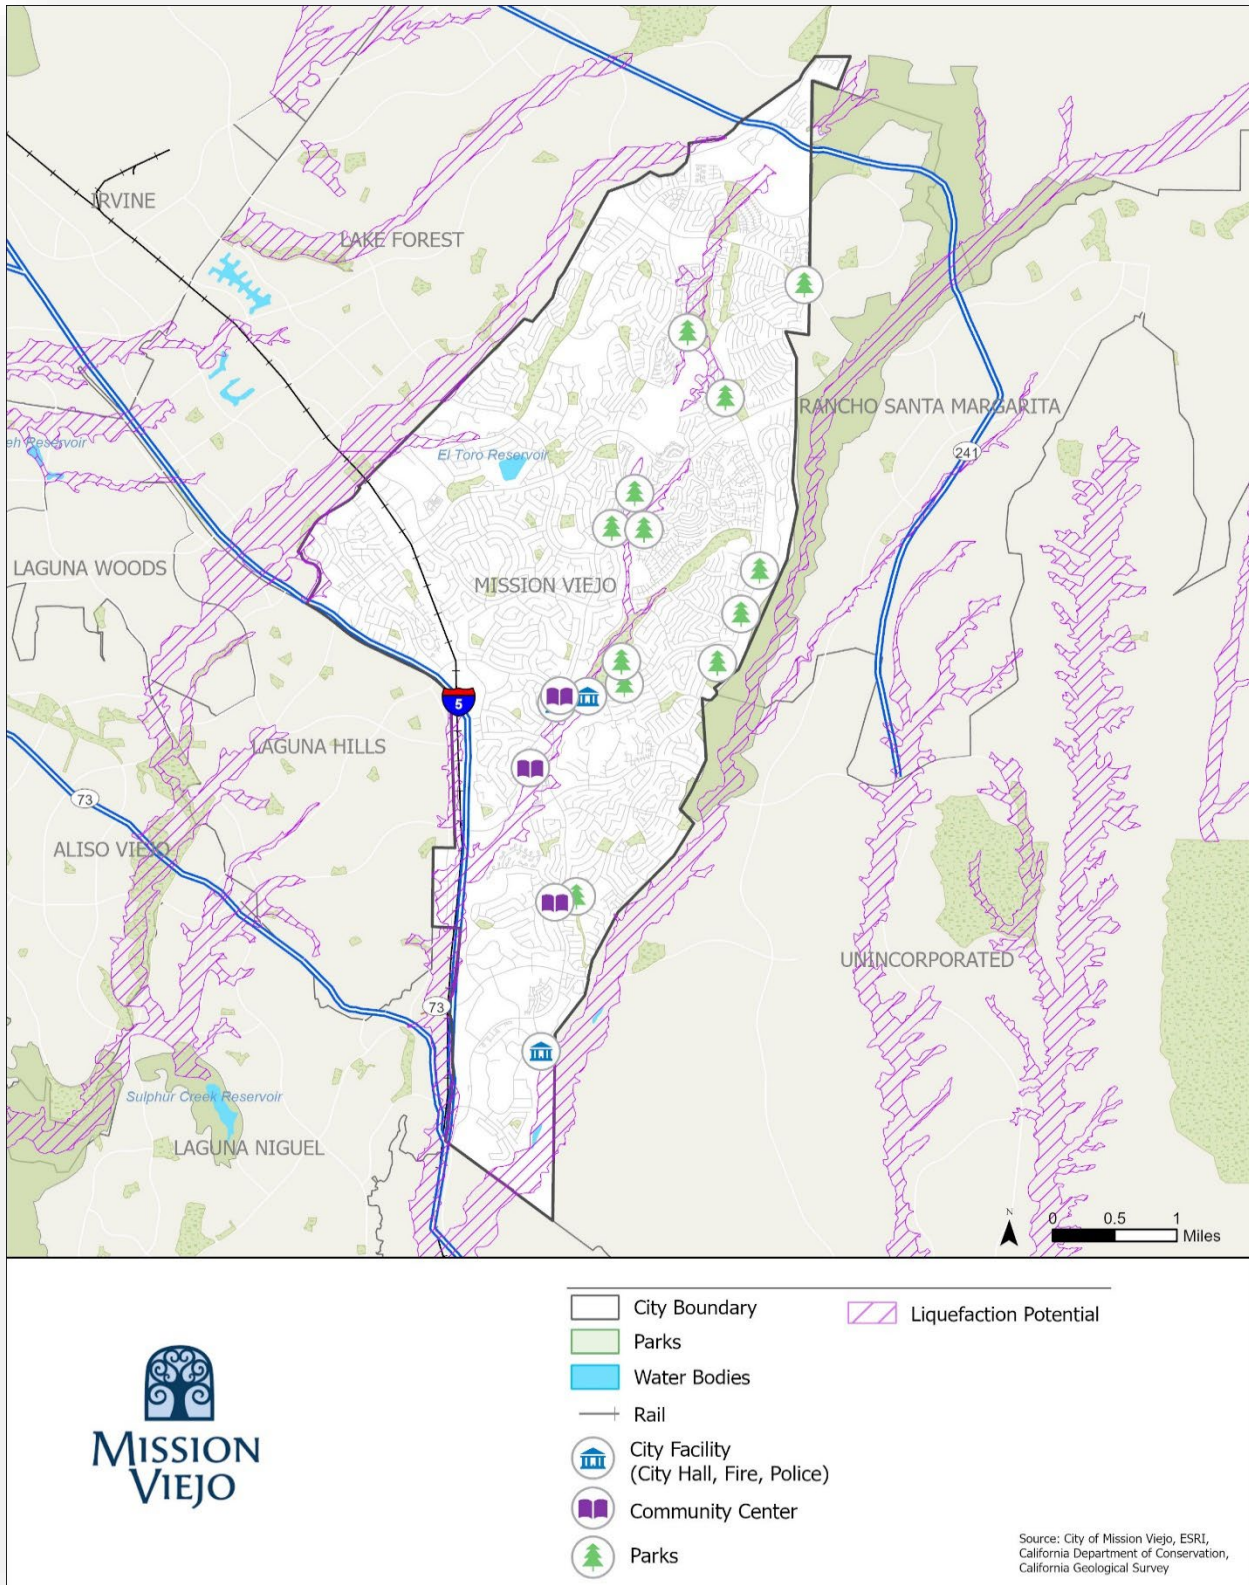 IRVINE
LAKE FOREST
eh Reservoir
El Toro Reservoir
RANCHO SANTA MARGARITA
241
LAGUNA WOODS
MISSION VIEJO
5
LAGUNA HILLS
73
ALISO VIEJO
UNINCORPORATED
73
Sulphur Creek Reservoir
LAGUNA NIGUEL
N
0 0.5 1
Miles
City Boundary
Liquefaction Potential
Parks
Water Bodies
Rail
City Facility
(City Hall, Fire, Police)
Community Center
Parks
MISSION
VIEJO
Source: City of Mission Viejo, ESRI,
California Department of Conservation,
California Geological Survey